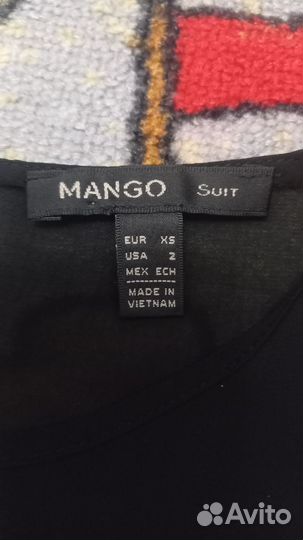 MANGO SUIT
EUR XS
USA 2
MEX ECH
MADE IN
VIETNAM
Avito